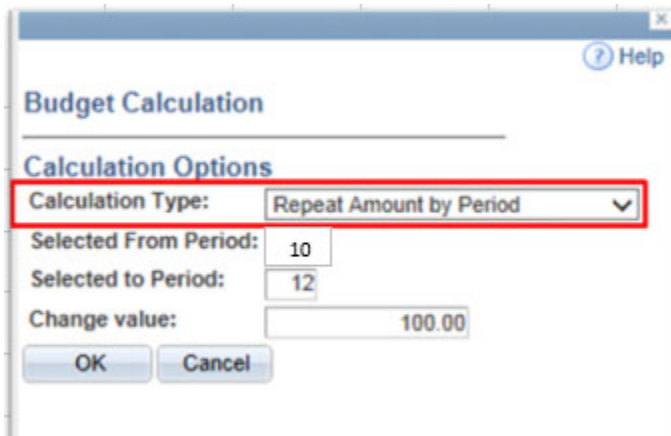 Help
Budget Calculation
Calculation Options
Calculation Type: Repeat Amount by Period
Selected From Period: 10
Selected to Period: 12
Change value: 100.00
OK Cancel